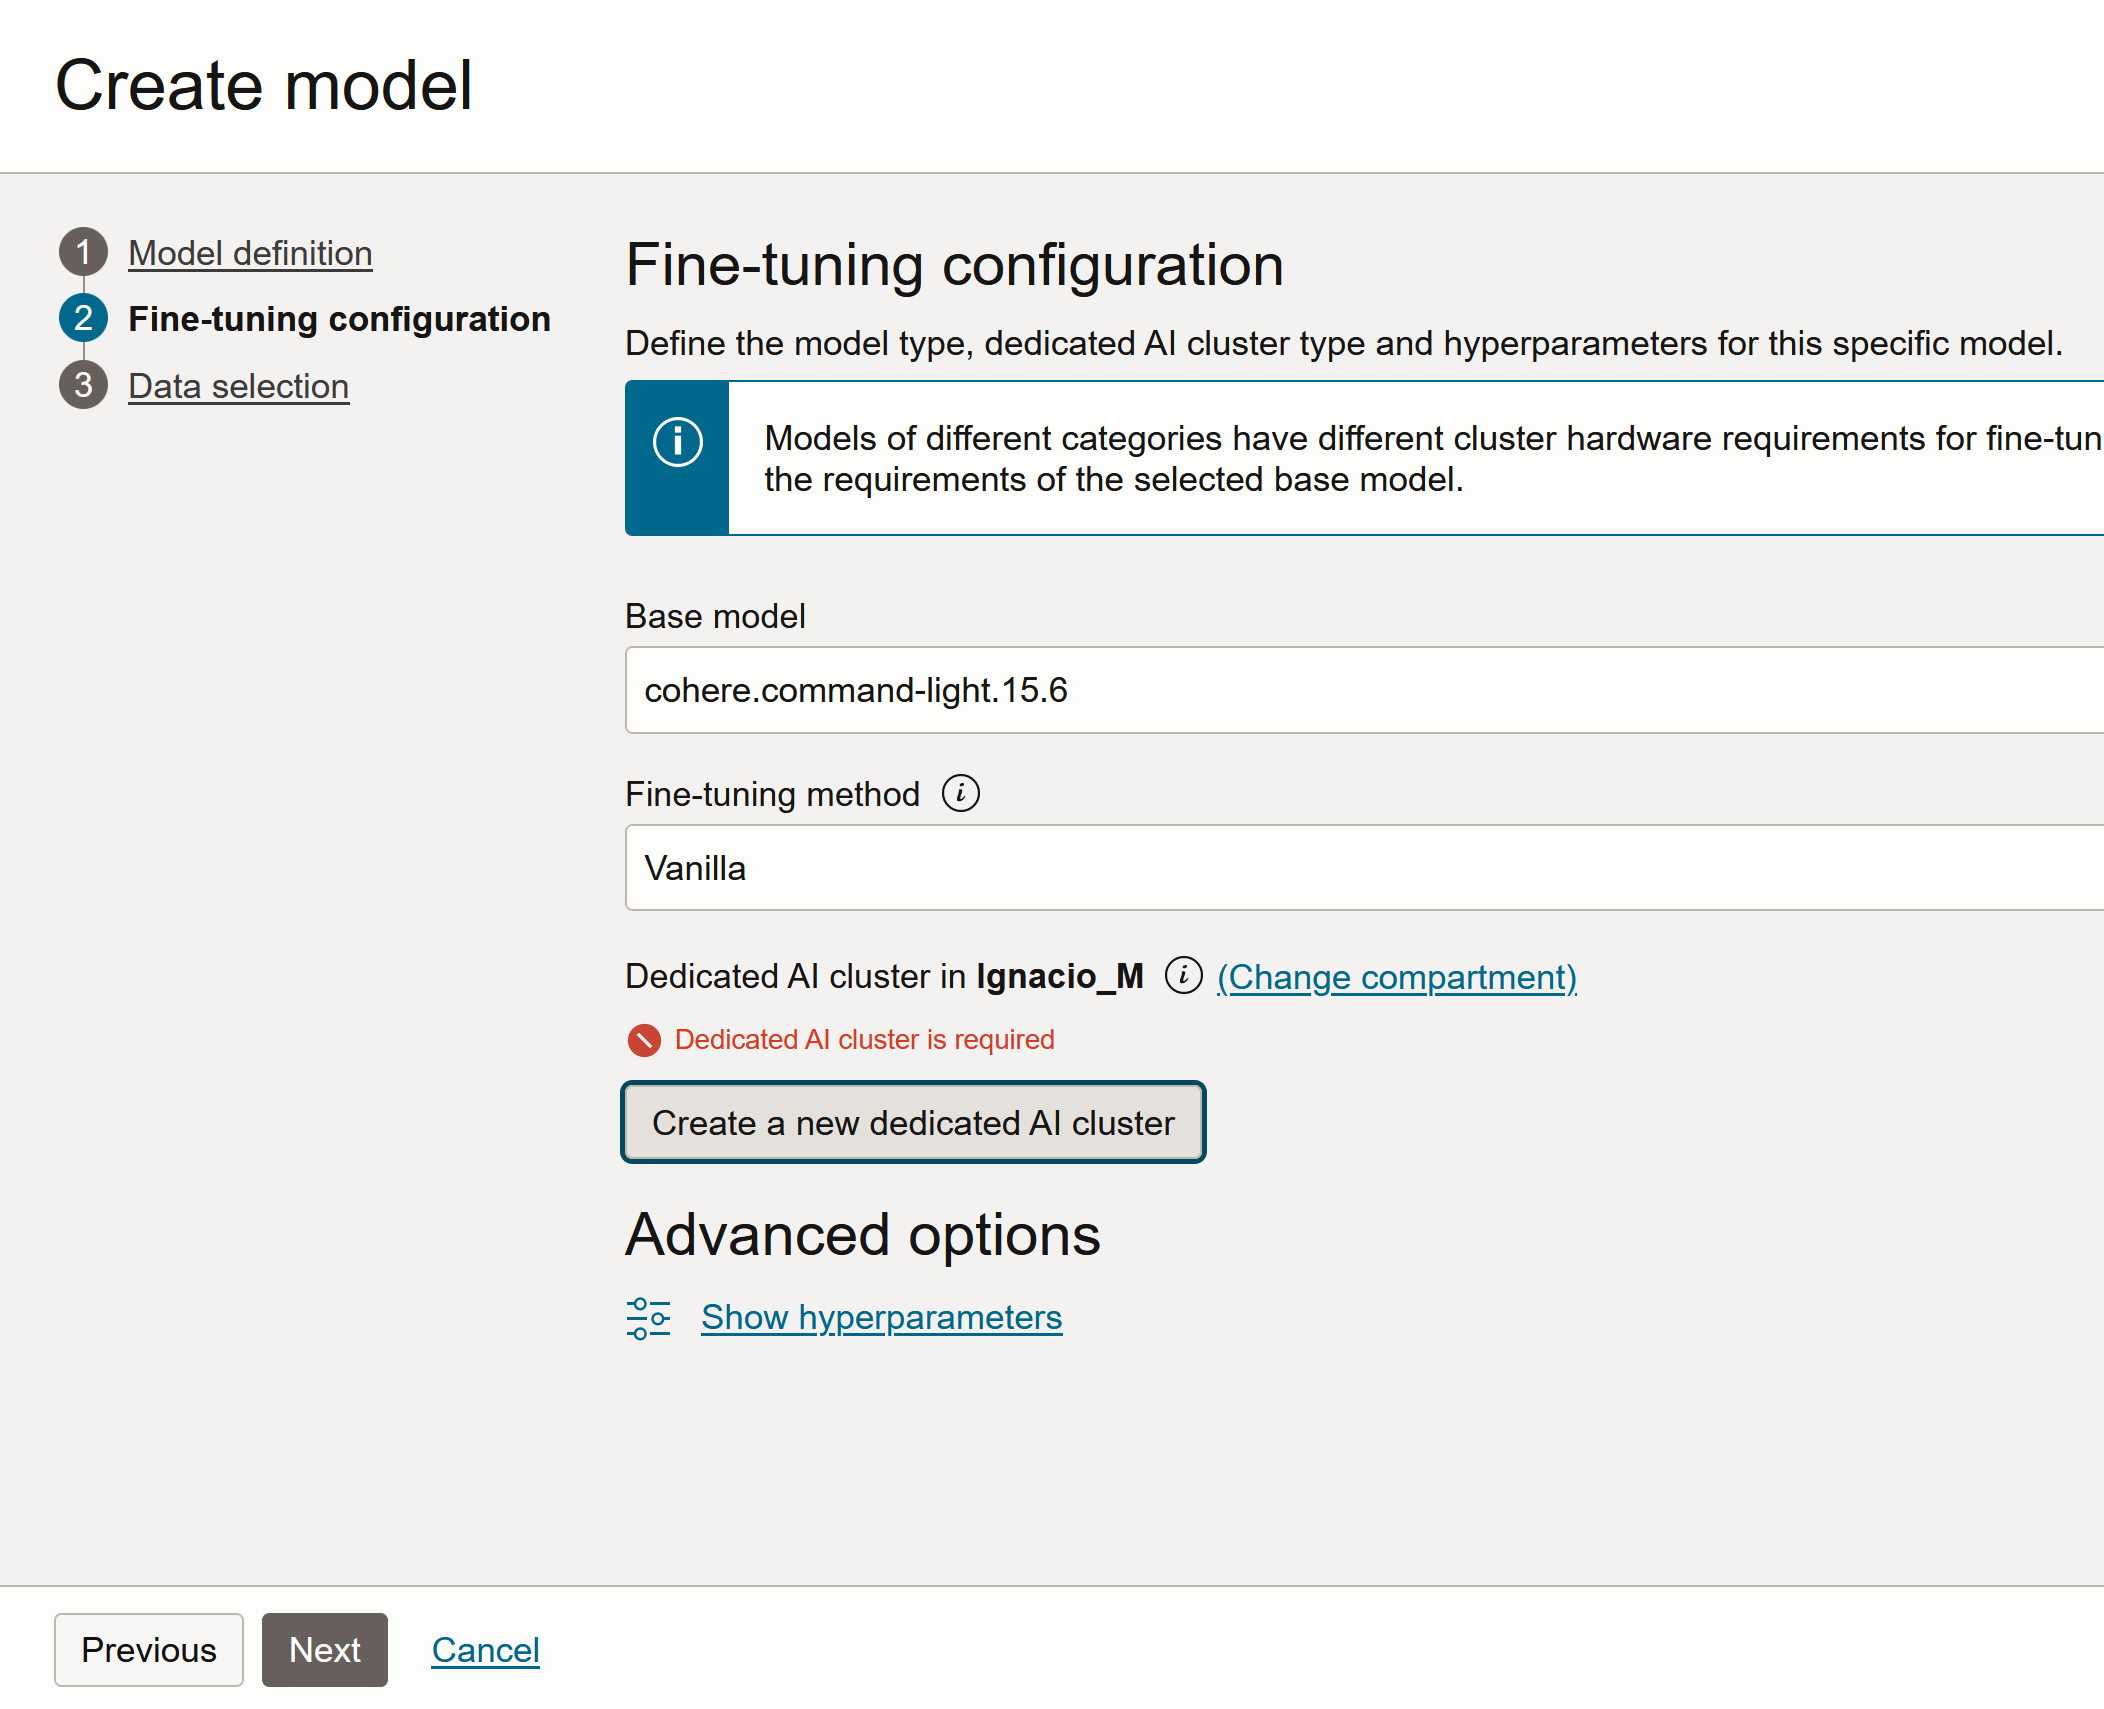 Create model
1 Model definition
2 Fine-tuning configuration
3 Data selection
Fine-tuning configuration
Define the model type, dedicated AI cluster type and hyperparameters for this specific model.
Models of different categories have different cluster hardware requirements for fine-tun
the requirements of the selected base model.
Base model
cohere.command-light.15.6
Fine-tuning method
Vanilla
Dedicated AI cluster in Ignacio_M (Change compartment)
Dedicated AI cluster is required
Create a new dedicated AI cluster
Advanced options
Show hyperparameters
Previous Next Cancel